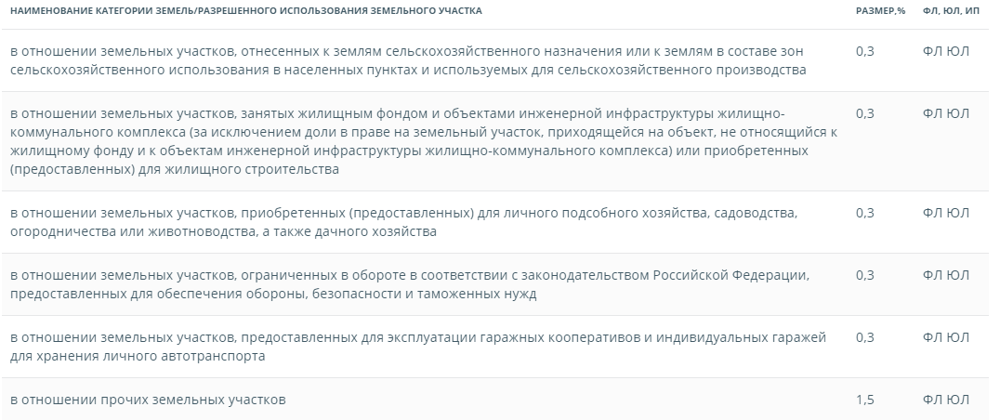 НАИМЕНОВАНИЕ КАТЕГОРИИ ЗЕМЕЛЬ/РАЗРЕШЕННОГО ИСПОЛЬЗОВАНИЯ ЗЕМЕЛЬНОГО УЧАСТКА РАЗМЕР,% ФЛ, ЮЛ, ИП
в отношении земельных участков, отнесенных к землям сельскохозяйственного назначения или к землям в составе зон 0,3 ФЛ ЮЛ
сельскохозяйственного использования в населенных пунктах и используемых для сельскохозяйственного производства
в отношении земельных участков, занятых жилищным фондом и объектами инженерной инфраструктуры жилищно- 0,3 ФЛ ЮЛ
коммунального комплекса (за исключением доли в праве на земельный участок, приходящейся на объект, не относящийся к
жилищному фонду и к объектам инженерной инфраструктуры жилищно-коммунального комплекса) или приобретенных
(предоставленных) для жилищного строительства
в отношении земельных участков, приобретенных (предоставленных) для личного подсобного хозяйства, садоводства, 0,3 ФЛ ЮЛ
огородничества или животноводства, а также дачного хозяйства
в отношении земельных участков, ограниченных в обороте в соответствии с законодательством Российской Федерации, 0,3 ФЛ ЮЛ
предоставленных для обеспечения обороны, безопасности и таможенных нужд
в отношении земельных участков, предоставленных для эксплуатации гаражных кооперативов и индивидуальных гаражей 0,3 ФЛ ЮЛ
для хранения личного автотранспорта
в отношении прочих земельных участков 1,5 ФЛ ЮЛ